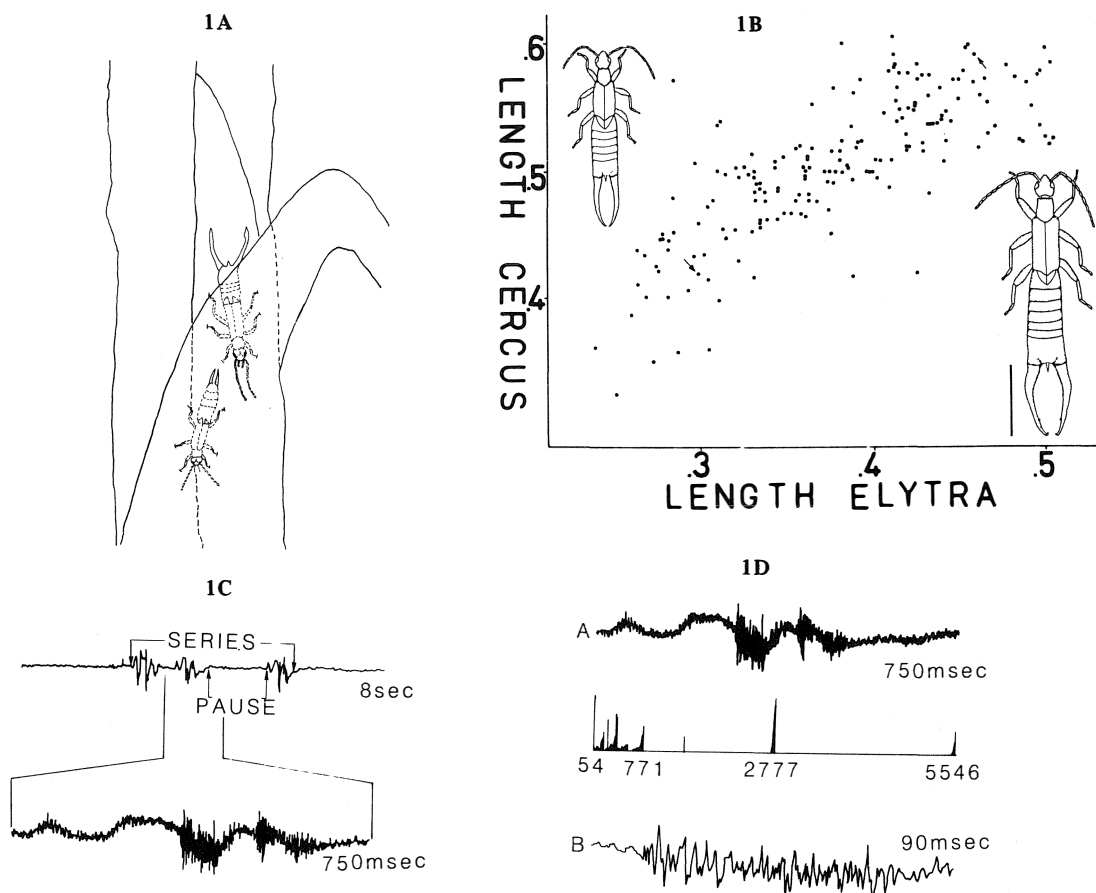 1A
1B
LENGTH CERCUS
.6
.5
.4
.3
.4
.5
LENGTH ELYTRA
1C
SERIES
8sec
PAUSE
750msec
1D
A
750msec
54 771 2777 5546
B
90msec